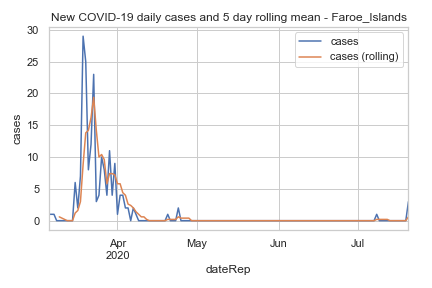 New COVID-19 daily cases and 5 day rolling mean - Faroe_Islands
30
25
20
15
10
5
0
cases
cases
cases (rolling)
Apr
2020
May
Jun
Jul
dateRep